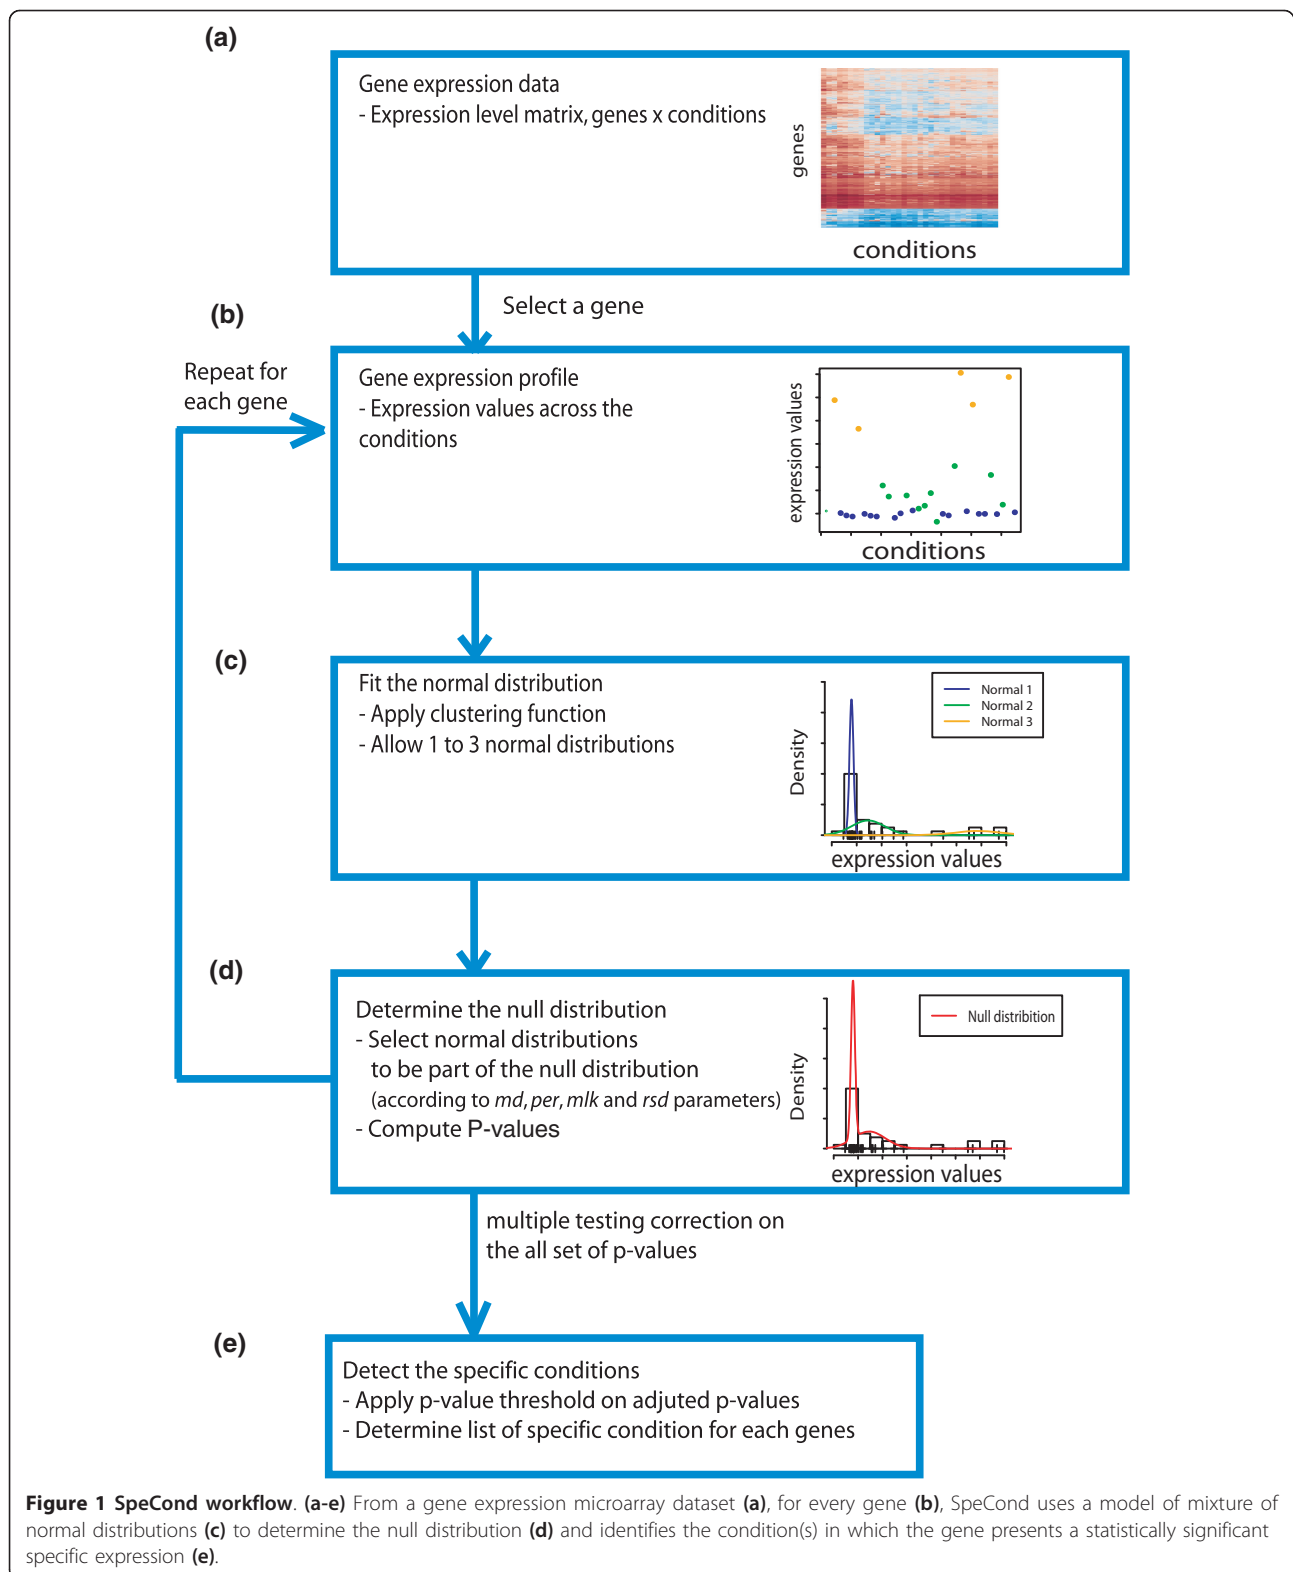 (a)
Gene expression data
- Expression level matrix, genes x conditions
genes
conditions
Select a gene
(b)
Repeat for
each gene
Gene expression profile
- Expression values across the
conditions
expression values
conditions
(c)
Fit the normal distribution
- Apply clustering function
- Allow 1 to 3 normal distributions
Normal 1
Normal 2
Normal 3
Density
expression values
(d)
Determine the null distribution
- Select normal distributions
to be part of the null distribution
(according to md, per, mlk and rsd parameters)
- Compute P-values
Null distribition
Density
expression values
multiple testing correction on
the all set of p-values
(e)
Detect the specific conditions
- Apply p-value threshold on adjuted p-values
- Determine list of specific condition for each genes
Figure 1 SpeCond workflow. (a-e) From a gene expression microarray dataset (a), for every gene (b), SpeCond uses a model of mixture of
normal distributions (c) to determine the null distribution (d) and identifies the condition(s) in which the gene presents a statistically significant
specific expression (e).